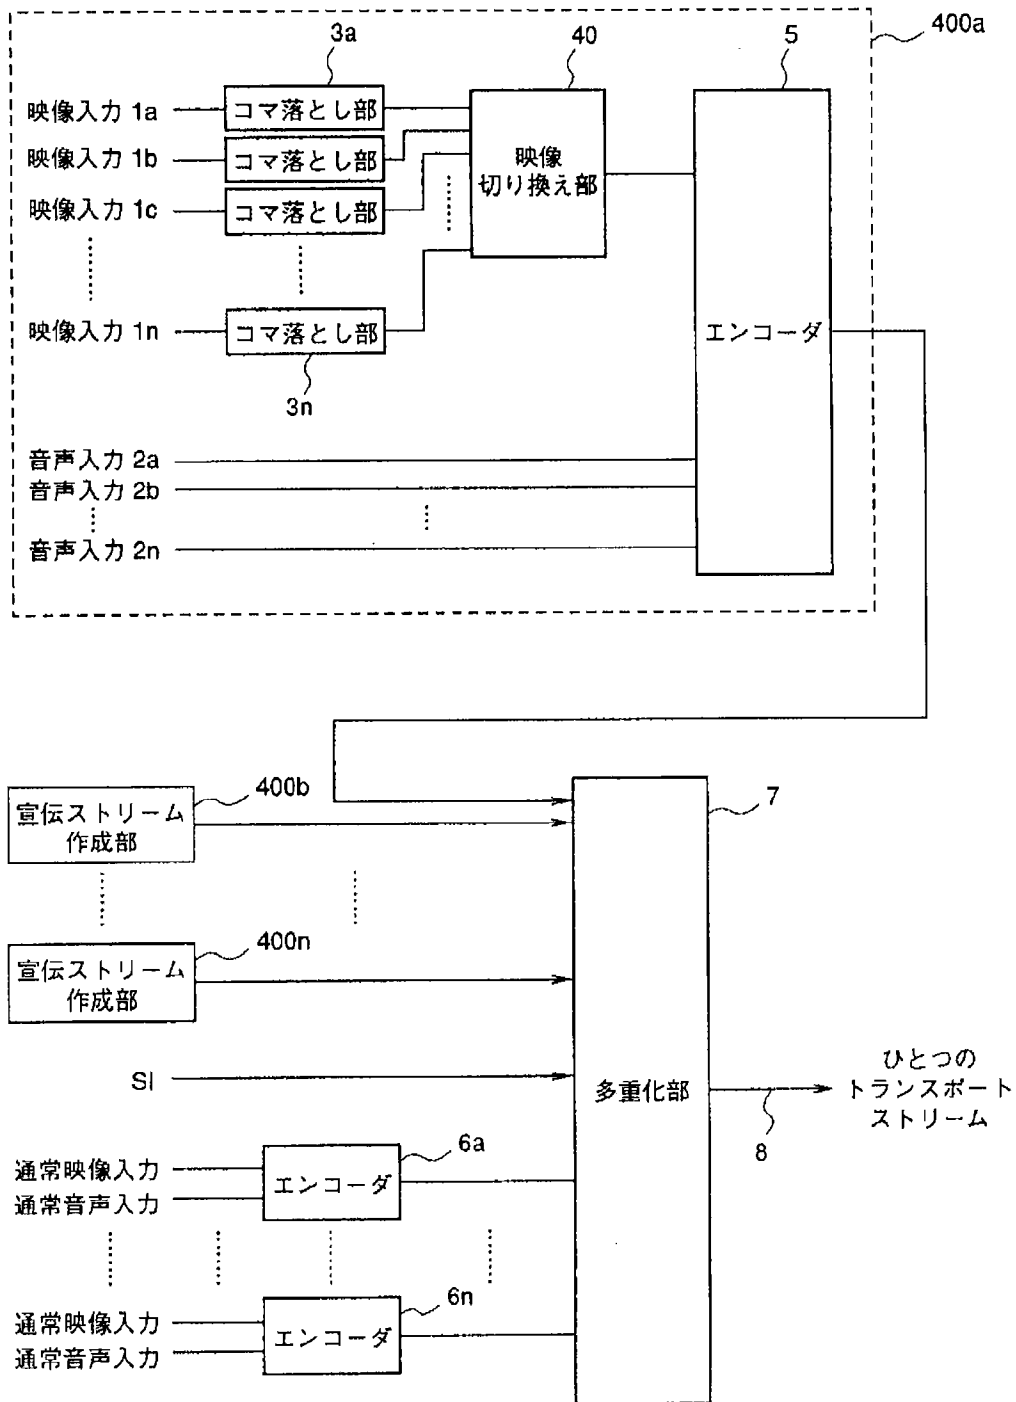 400a
3a
40
5
映像入力 1a
コマ落とし部
映像入力 1b
コマ落とし部
映像
切り換え部
映像入力 1c
コマ落とし部
映像入力 1n
コマ落とし部
エンコーダ
3n
音声入力 2a
音声入力 2b
音声入力 2n
400b
7
宣伝ストリーム
作成部
400n
宣伝ストリーム
作成部
SI
多重化部
ひとつの
トランスポート
ストリーム
8
6a
通常映像入力
通常音声入力
エンコーダ
6n
通常映像入力
通常音声入力
エンコーダ